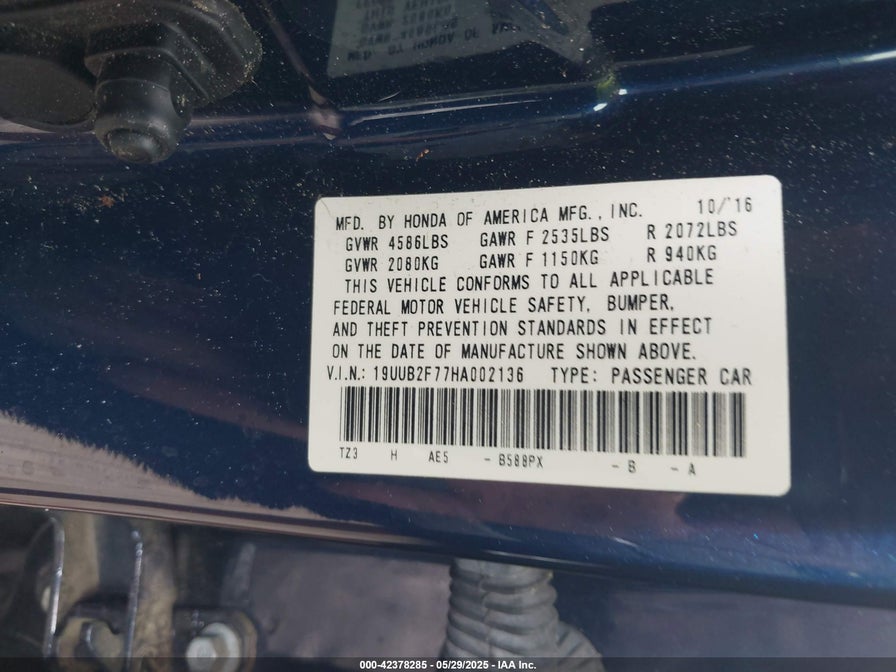 MFD. BY HONDA OF AMERICA MFG., INC. 10/'16
GVWR 4586LBS GAWR F 2535LBS R 2072LBS
GVWR 2080KG GAWR F 1150KG R 940KG
THIS VEHICLE CONFORMS TO ALL APPLICABLE
FEDERAL MOTOR VEHICLE SAFETY, BUMPER,
AND THEFT PREVENTION STANDARDS IN EFFECT
ON THE DATE OF MANUFACTURE SHOWN ABOVE.
V.I.N.: 19UUB2F77HA002136 TYPE: PASSENGER CAR
TZ3 H AE5 - B588PX - B - A
000-42378285 - 05/29/2025 - IAA Inc.